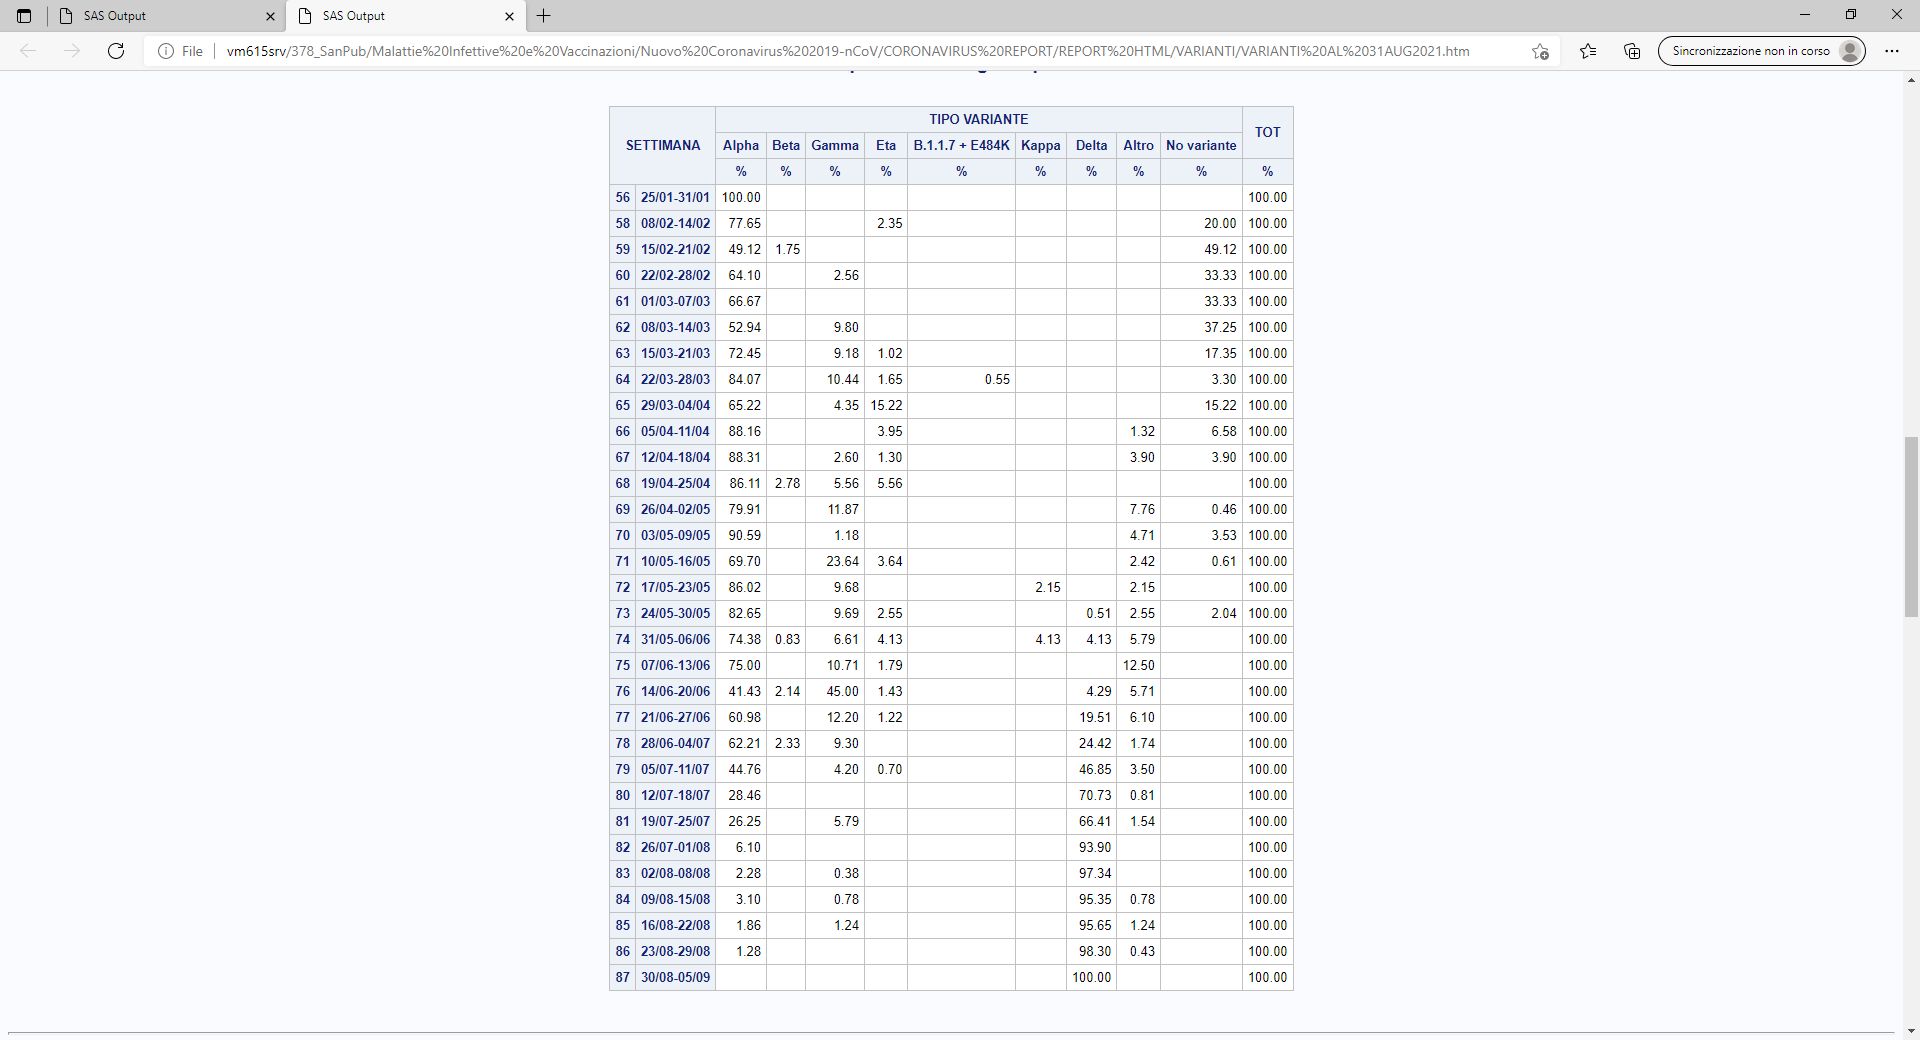 SAS Output
SAS Output
File
vm615srv/378_SanPub/Malattie%20Infettive%20e%20Vaccinazioni/Nuovo%20Coronavirus%202019-nCoV/CORONAVIRUS%20REPORT/REPORT%20HTML/VARIANTI/VARIANTI%20AL%2031AUG2021.htm
Sincronizzazione non in corso
SETTIMANA TIPO VARIANTE TOT
Alpha Beta Gamma Eta B.1.1.7 + E484K Kappa Delta Altro No variante
% % % % % % % % % %
56 25/01-31/01 100.00 100.00
58 08/02-14/02 77.65 2.35 20.00 100.00
59 15/02-21/02 49.12 1.75 49.12 100.00
60 22/02-28/02 64.10 2.56 33.33 100.00
61 01/03-07/03 66.67 33.33 100.00
62 08/03-14/03 52.94 9.80 37.25 100.00
63 15/03-21/03 72.45 9.18 1.02 17.35 100.00
64 22/03-28/03 84.07 10.44 1.65 0.55 3.30 100.00
65 29/03-04/04 65.22 4.35 15.22 15.22 100.00
66 05/04-11/04 88.16 3.95 1.32 6.58 100.00
67 12/04-18/04 88.31 2.60 1.30 3.90 3.90 100.00
68 19/04-25/04 86.11 2.78 5.56 5.56 100.00
69 26/04-02/05 79.91 11.87 7.76 0.46 100.00
70 03/05-09/05 90.59 1.18 4.71 3.53 100.00
71 10/05-16/05 69.70 23.64 3.64 2.42 0.61 100.00
72 17/05-23/05 86.02 9.68 2.15 2.15 100.00
73 24/05-30/05 82.65 9.69 2.55 0.51 2.55 2.04 100.00
74 31/05-06/06 74.38 0.83 6.61 4.13 4.13 4.13 5.79 100.00
75 07/06-13/06 75.00 10.71 1.79 12.50 100.00
76 14/06-20/06 41.43 2.14 45.00 1.43 4.29 5.71 100.00
77 21/06-27/06 60.98 12.20 1.22 19.51 6.10 100.00
78 28/06-04/07 62.21 2.33 9.30 24.42 1.74 100.00
79 05/07-11/07 44.76 4.20 0.70 46.85 3.50 100.00
80 12/07-18/07 28.46 70.73 0.81 100.00
81 19/07-25/07 26.25 5.79 66.41 1.54 100.00
82 26/07-01/08 6.10 93.90 100.00
83 02/08-08/08 2.28 0.38 97.34 100.00
84 09/08-15/08 3.10 0.78 95.35 0.78 100.00
85 16/08-22/08 1.86 1.24 95.65 1.24 100.00
86 23/08-29/08 1.28 98.30 0.43 100.00
87 30/08-05/09 100.00 100.00